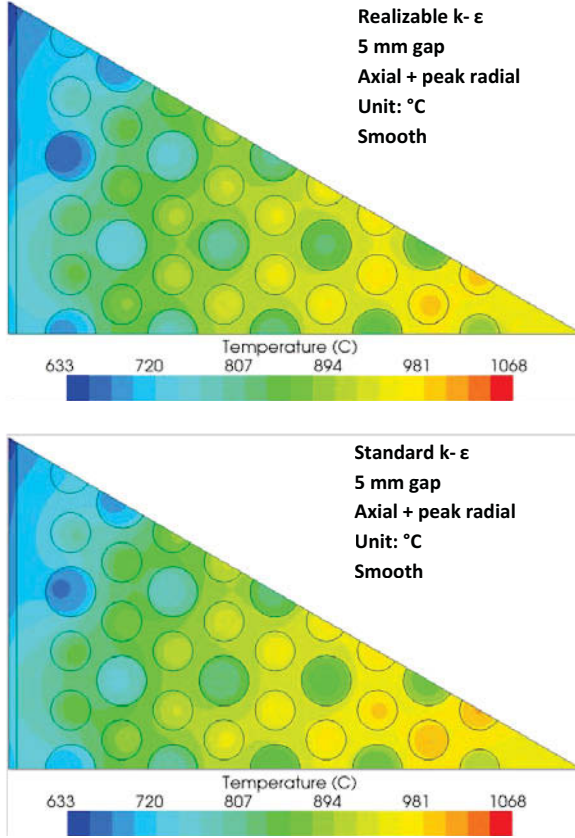 Realizable k- ε
5 mm gap
Axial + peak radial
Unit: °C
Smooth
Temperature (C)
633 720 807 894 981 1068
Standard k- ε
5 mm gap
Axial + peak radial
Unit: °C
Smooth
Temperature (C)
633 720 807 894 981 1068